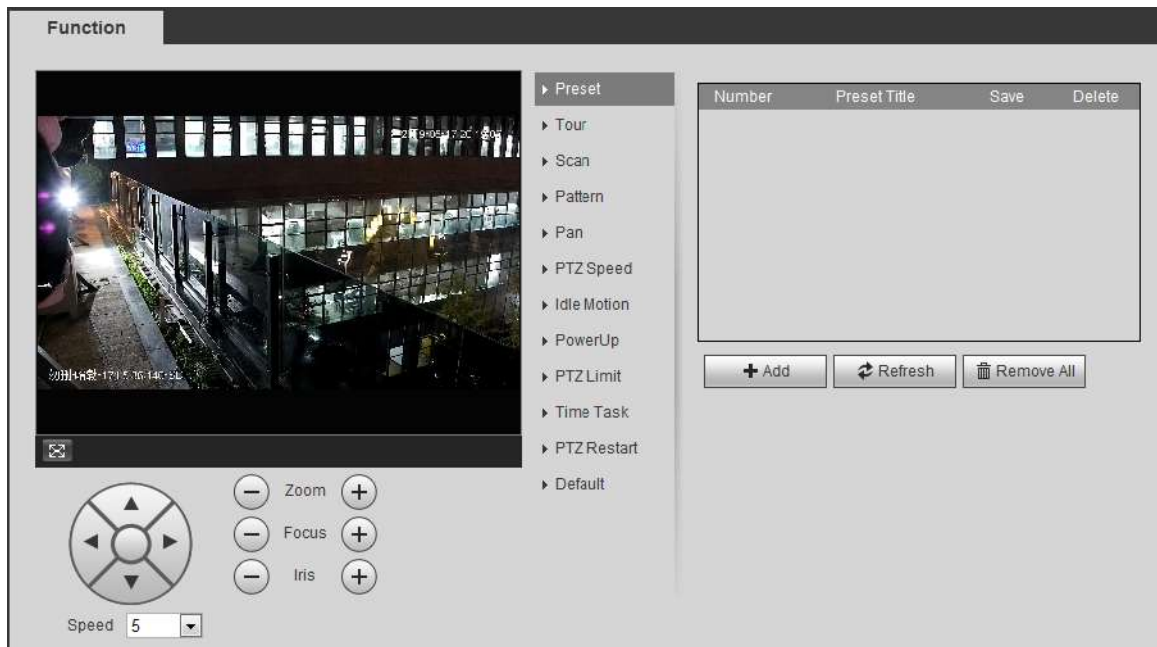 Function
Preset
Tour
Scan
Pattern
Pan
PTZ Speed
Idle Motion
PowerUp
PTZ Limit
Time Task
PTZ Restart
Default
Number Preset Title Save Delete
Add Refresh Remove All
Zoom
Focus
Iris
Speed 5